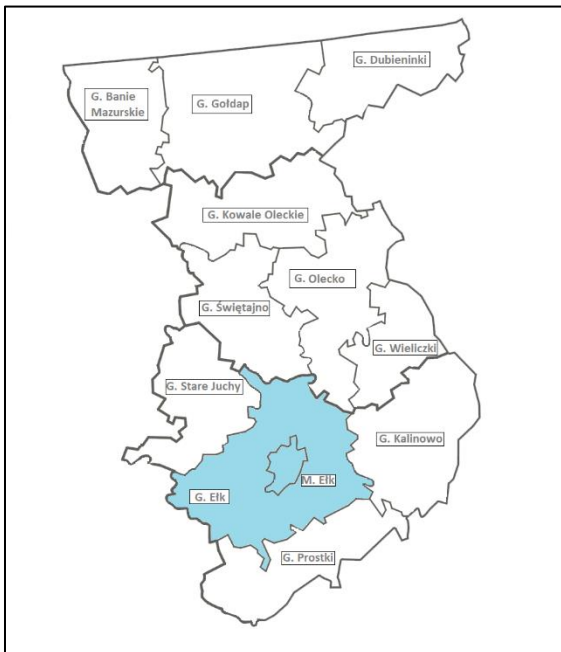 G. Dubieninki
G. Banie
Mazurskie
G. Gołdap
G. Kowale Oleckie
G. Olecko
G. Świętajno
G. Wieliczki
G. Stare Juchy
G. Kalinowo
M. Ełk
G. Ełk
G. Prostki